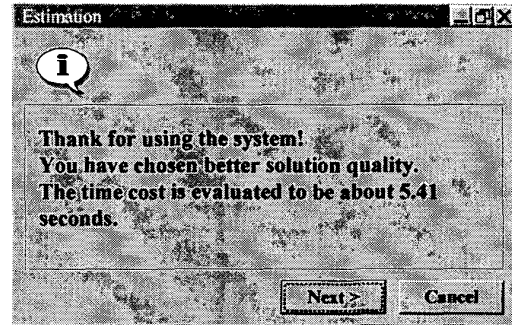 Estimation
i
Thank for using the system!
You have chosen better solution quality.
The time cost is evaluated to be about 5.41
seconds.
Next >
Cancel